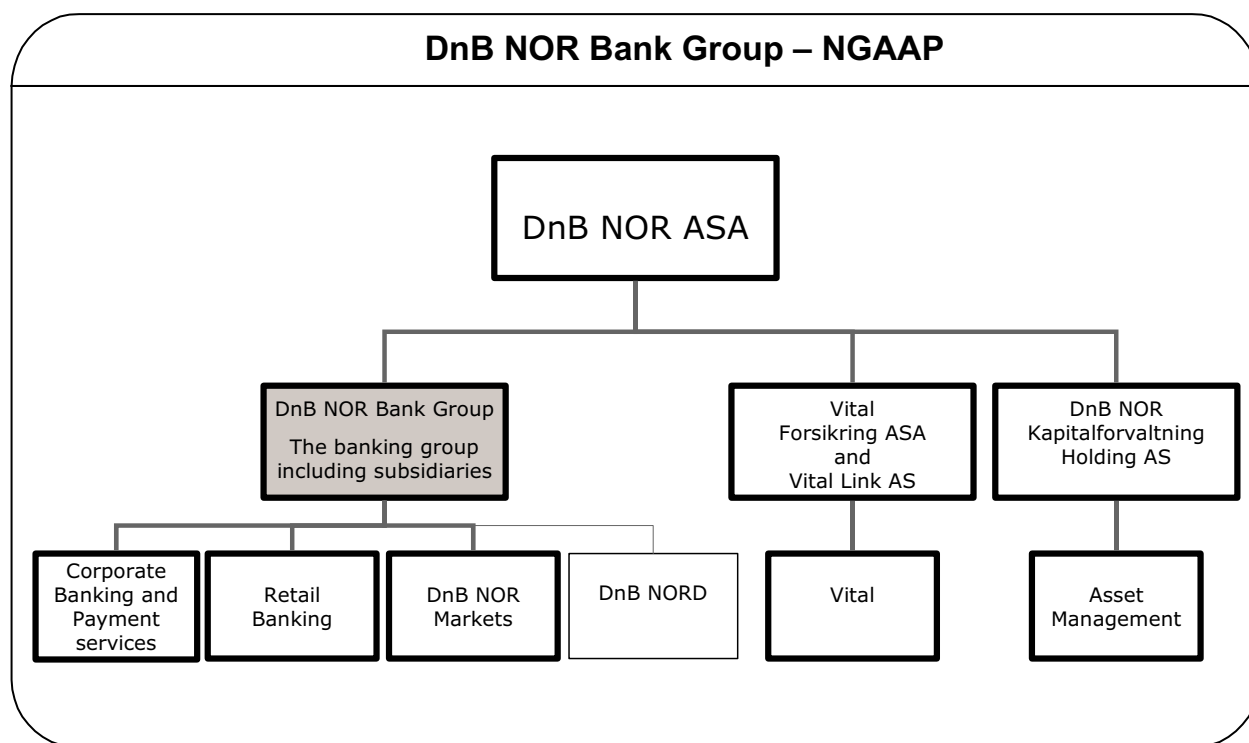 DnB NOR Bank Group – NGAAP
DnB NOR ASA
DnB NOR Bank Group
The banking group
including subsidiaries
Vital
Forsikring ASA
and
Vital Link AS
DnB NOR
Kapitalforvaltning
Holding AS
Corporate
Banking and
Payment
services
Retail
Banking
DnB NOR
Markets
DnB NORD
Vital
Asset
Management